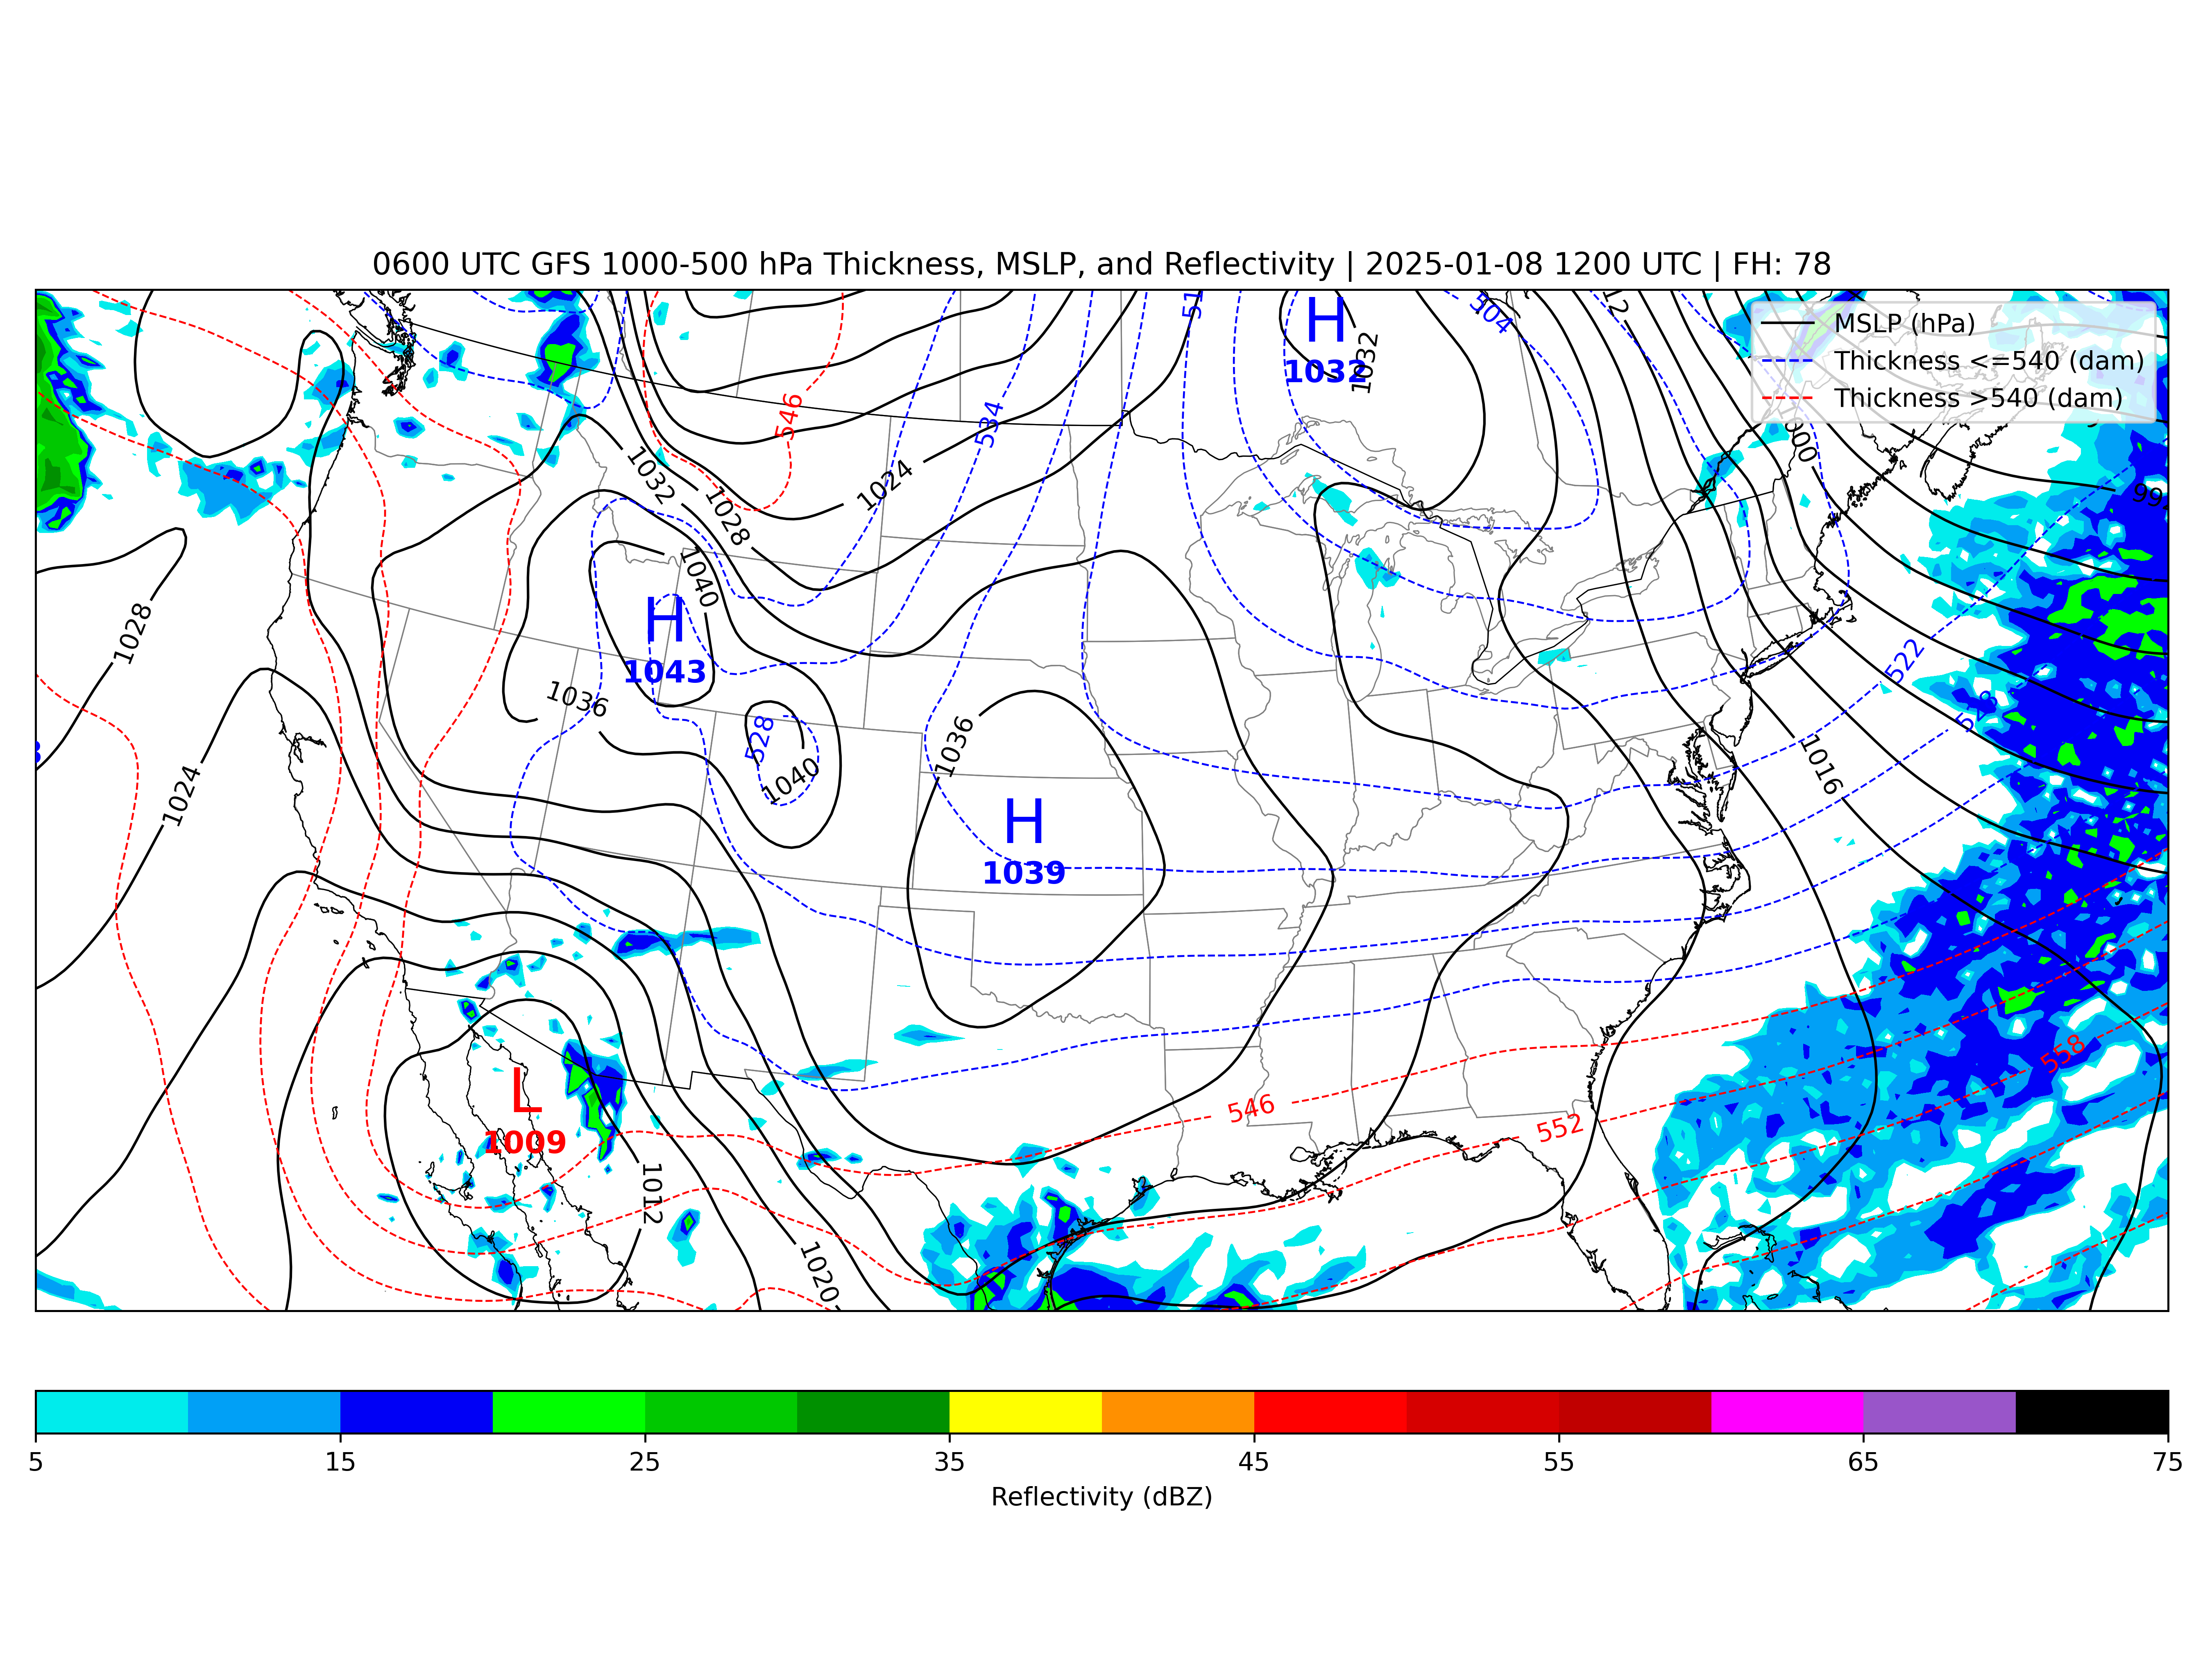 0600 UTC GFS 1000-500 hPa Thickness, MSLP, and Reflectivity | 2025-01-08 1200 UTC | FH: 78
MSLP (hPa)
Thickness <=540 (dam)
Thickness >540 (dam)
H
1032
1032
504
546
534
1032
1028
1024
1000
1040
H
1043
1036
1028
528
1040
1036
522
528
1016
1024
H
1039
L
1009
1012
1020
546
552
558
5 15 25 35 45 55 65 75
Reflectivity (dBZ)